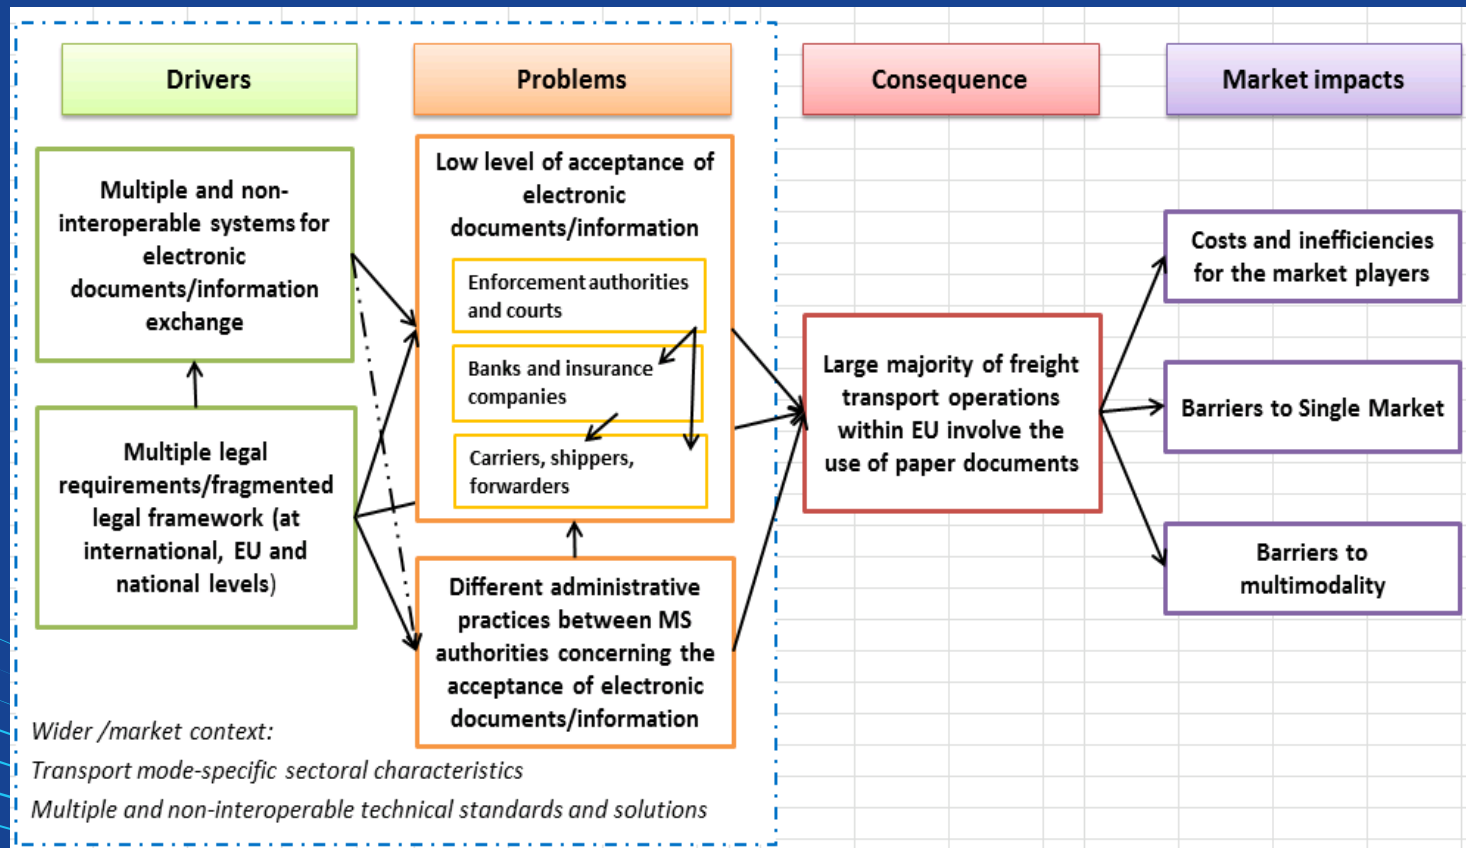 Drivers
Problems
Consequence
Market impacts
Multiple and non-
interoperable systems for
electronic
documents/information
exchange
Multiple legal
requirements/fragmented
legal framework (at
international, EU and
national levels)
Low level of acceptance of
electronic
documents/information
Enforcement authorities
and courts
Banks and insurance
companies
Carriers, shippers,
forwarders
Different administrative
practices between MS
authorities concerning the
acceptance of electronic
documents/information
Large majority of freight
transport operations
within EU involve the
use of paper documents
Costs and inefficiencies
for the market players
Barriers to Single Market
Barriers to
multimodality
Wider /market context:
Transport mode-specific sectoral characteristics
Multiple and non-interoperable technical standards and solutions